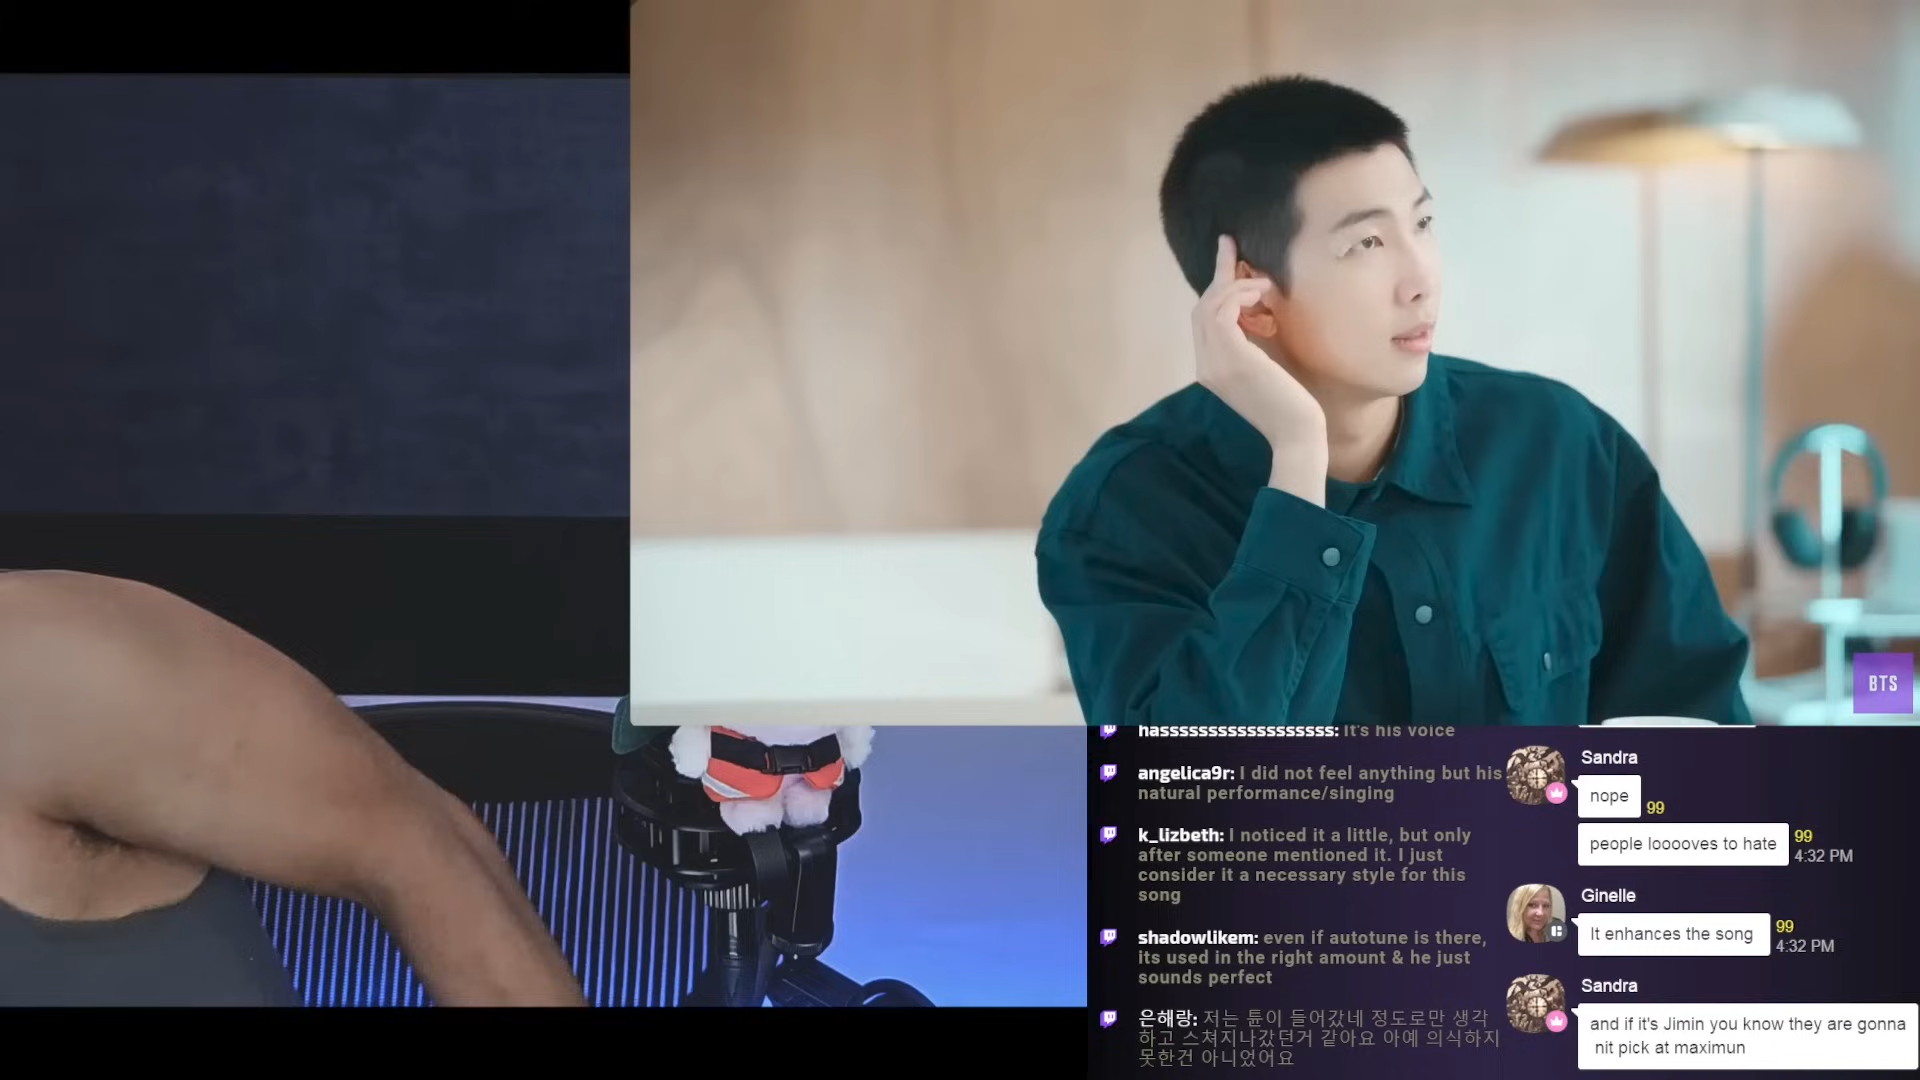 BTS
hasssssssssssssssssss: It's his voice
angelica9r: I did not feel anything but his
natural performance/singing
k_lizbeth: I noticed it a little, but only
after someone mentioned it. I just
consider it a necessary style for this
song
shadowlikem: even if autotune is there,
its used in the right amount & he just
sounds perfect
은해랑: 저는 튠이 들어갔네 정도로만 생각
하고 스쳐지나갔던거 같아요 아예 의식하지
못한건 아니었어요
Sandra
nope
99
people looooves to hate
99
4:32 PM
Ginelle
It enhances the song
99
4:32 PM
Sandra
and if it's Jimin you know they are gonna
nit pick at maximun